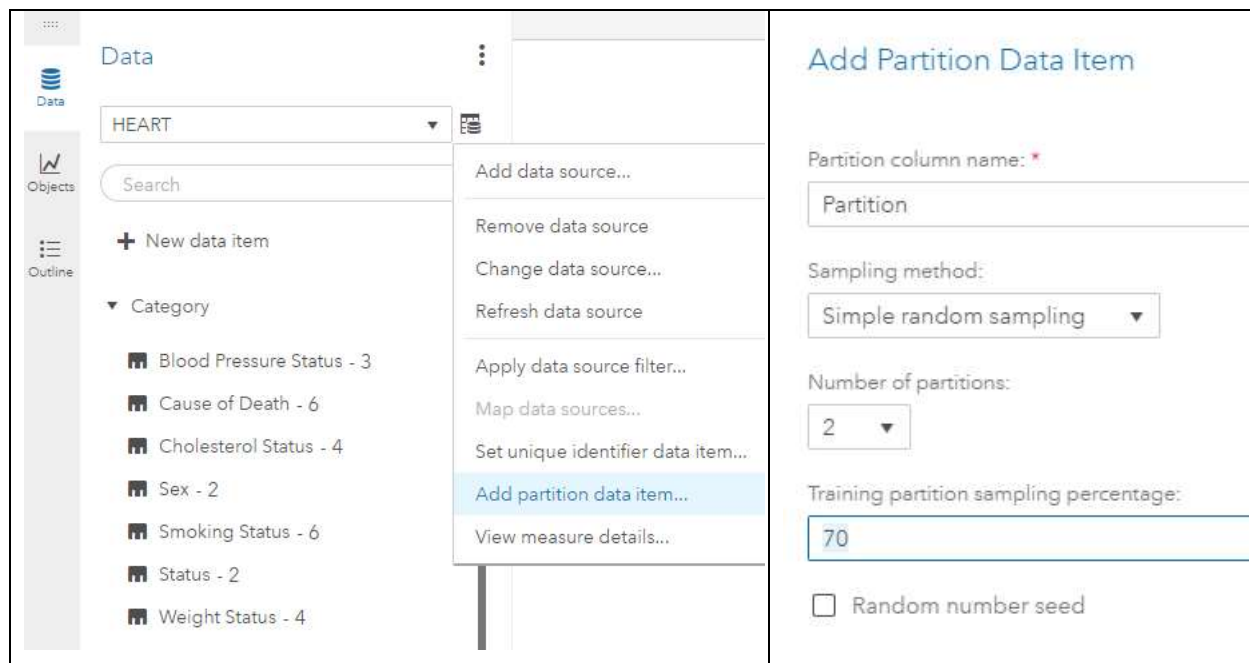 Data
Objects
Outline
Data
HEART
Search
New data item
Category
Blood Pressure Status - 3
Cause of Death - 6
Cholesterol Status - 4
Sex - 2
Smoking Status - 6
Status - 2
Weight Status - 4
Add data source...
Remove data source
Change data source...
Refresh data source
Apply data source filter...
Map data sources...
Set unique identifier data item...
Add partition data item...
View measure details...
Add Partition Data Item
Partition column name: *
Partition
Sampling method:
Simple random sampling
Number of partitions:
2
Training partition sampling percentage:
70
Random number seed